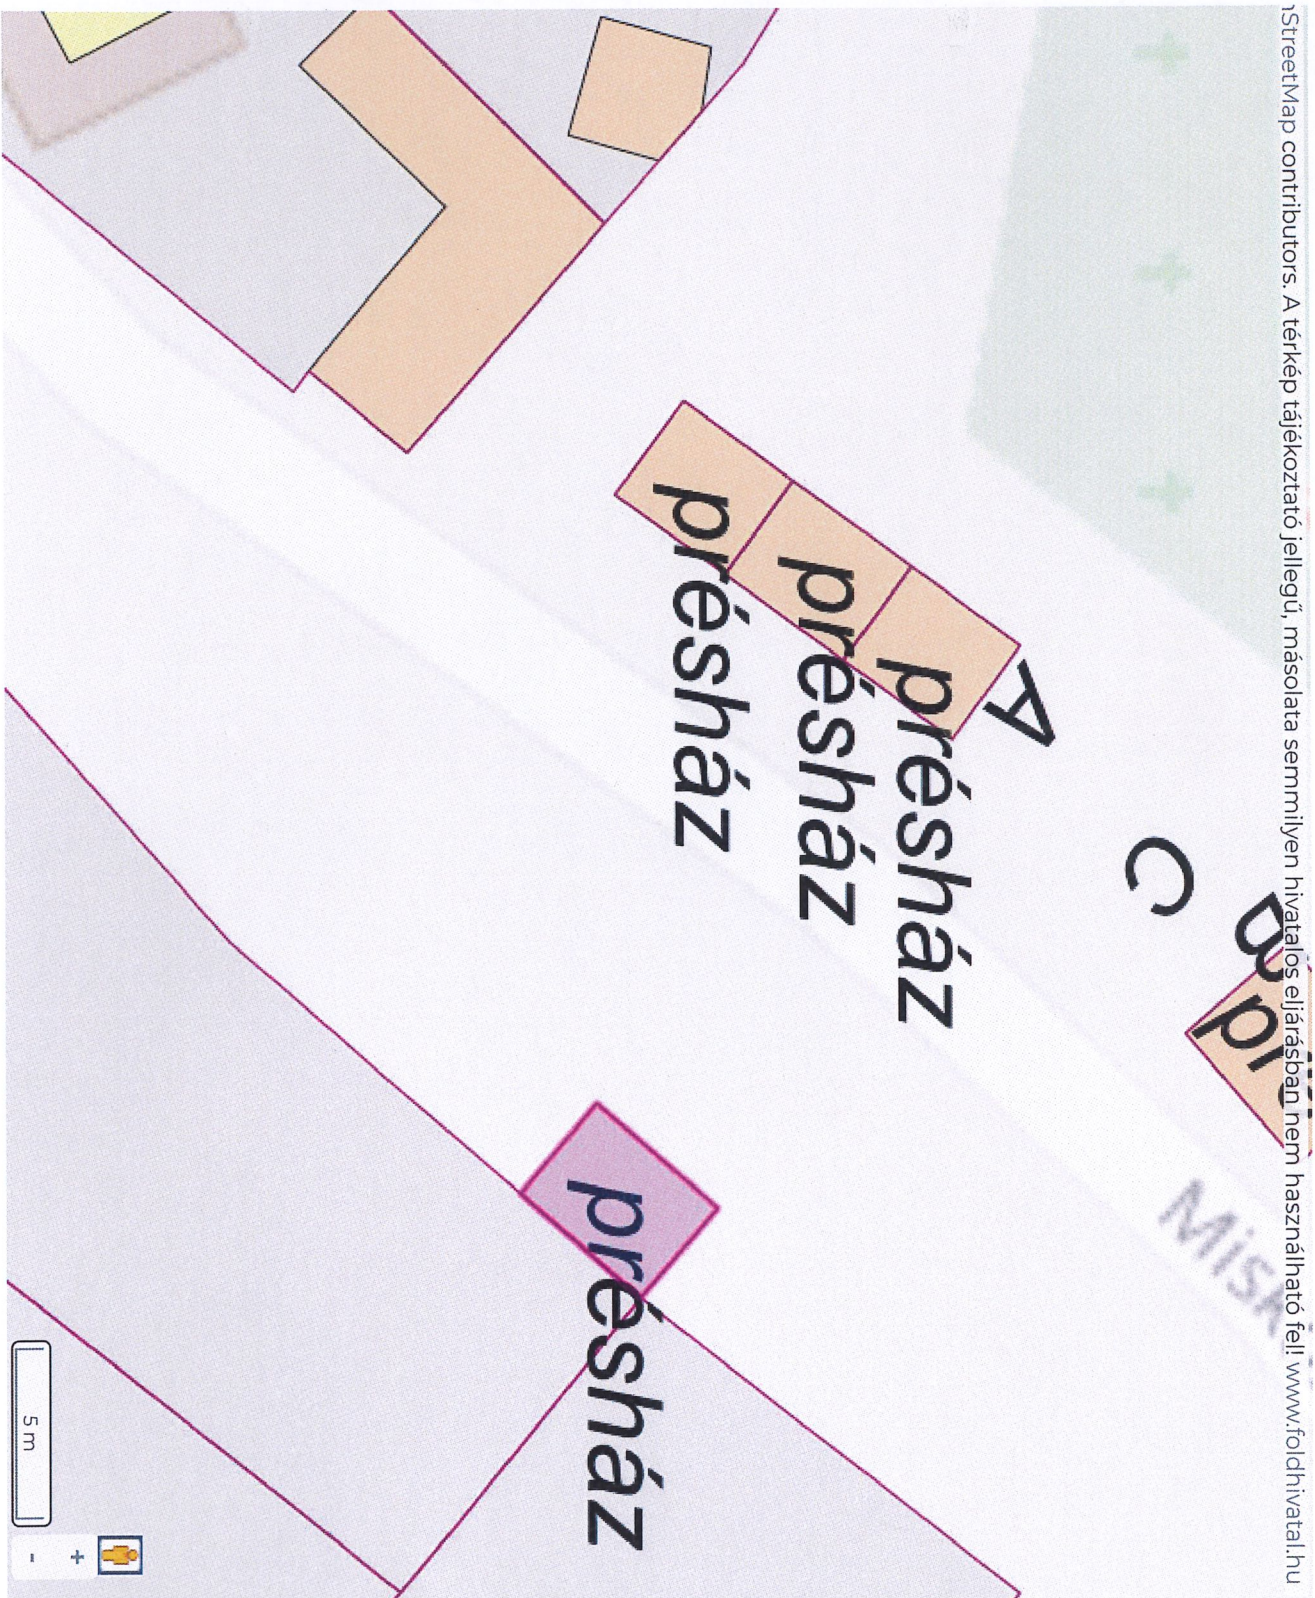 nStreetMap contributors. A térkép tájékoztató jellegű, másolata semmilyen hivatalos eljárásban nem használható fel! www.foldhivatal.hu
B
C
A
présház
présház
présház
présház
5 m
+
-